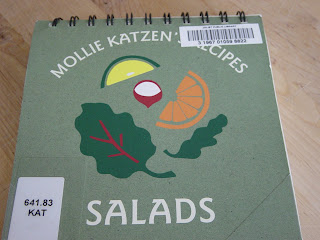 MOLLIE KATZEN'S RECIPES
SALADS
641.83
KAT